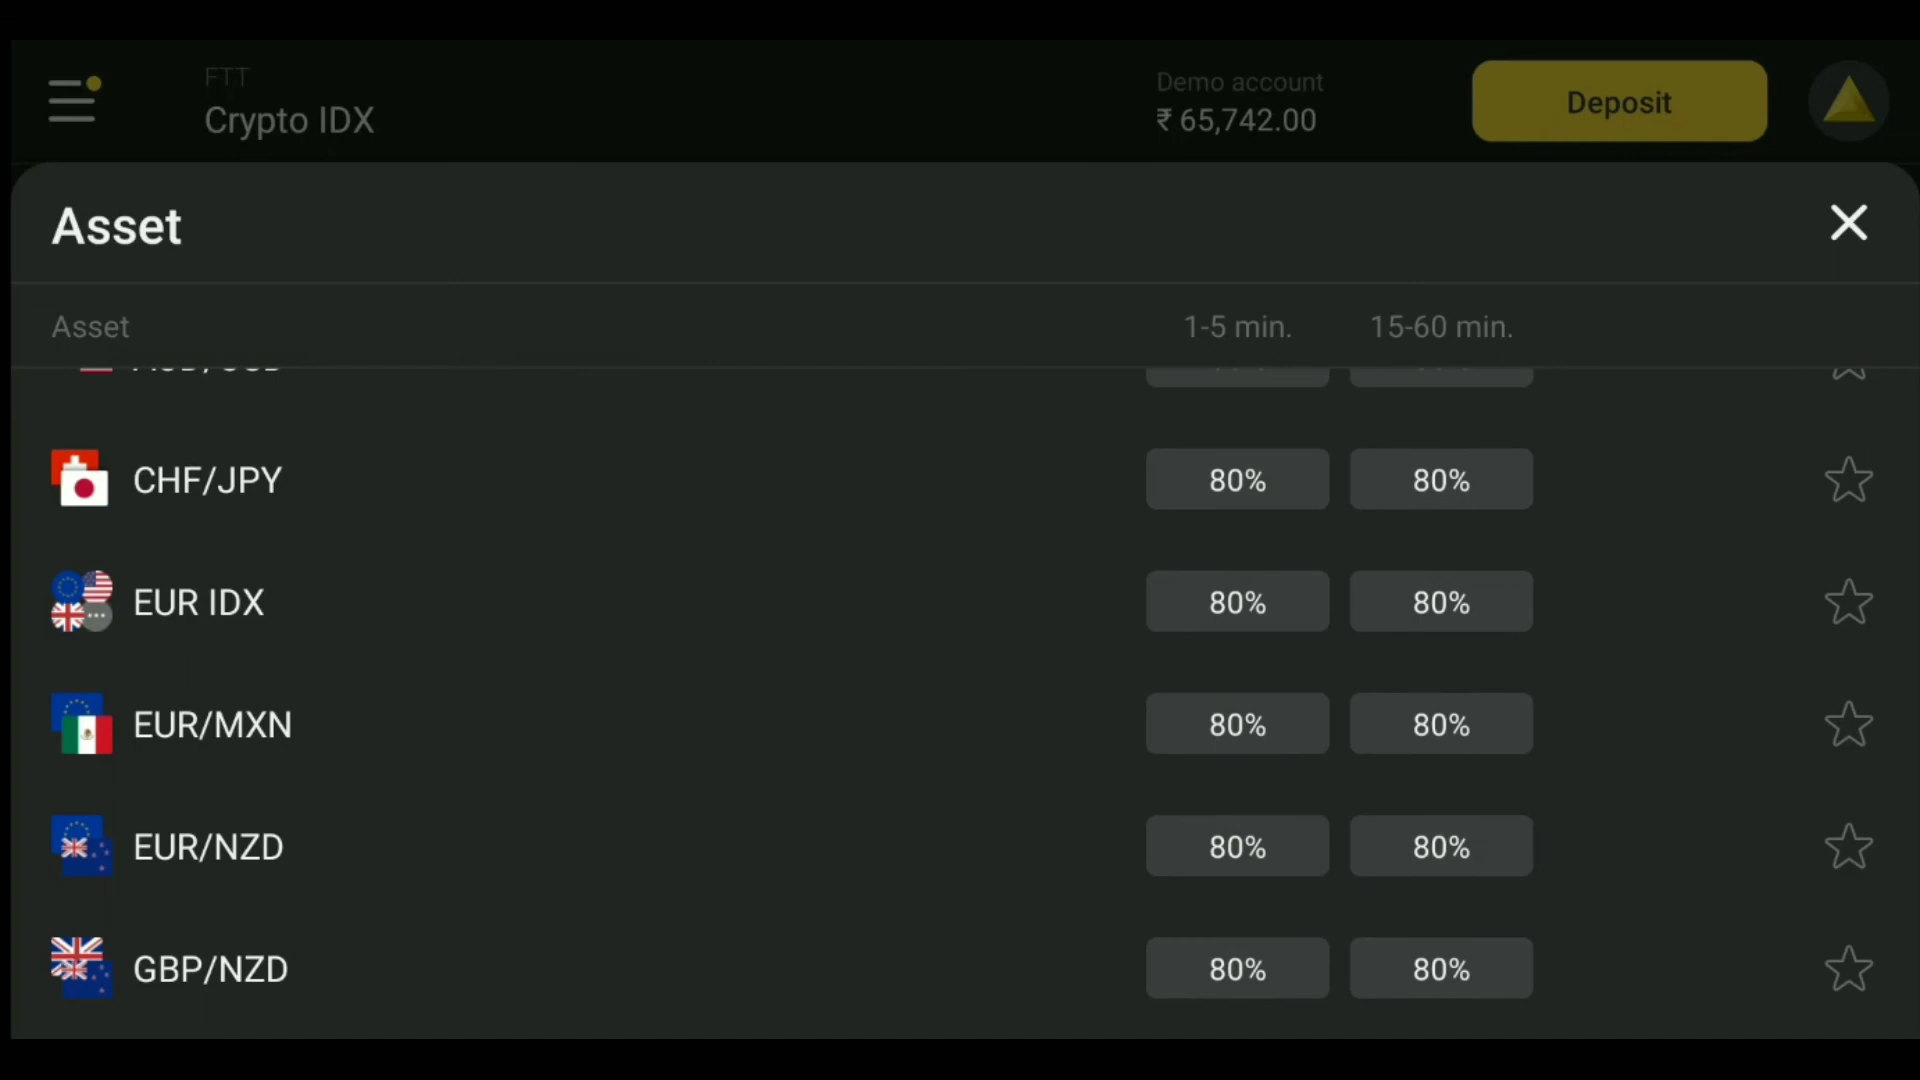 FTT
Crypto IDX
Demo account
₹ 65,742.00
Deposit
Asset
Asset 1-5 min. 15-60 min.
CHF/JPY 80% 80%
EUR IDX 80% 80%
EUR/MXN 80% 80%
EUR/NZD 80% 80%
GBP/NZD 80% 80%